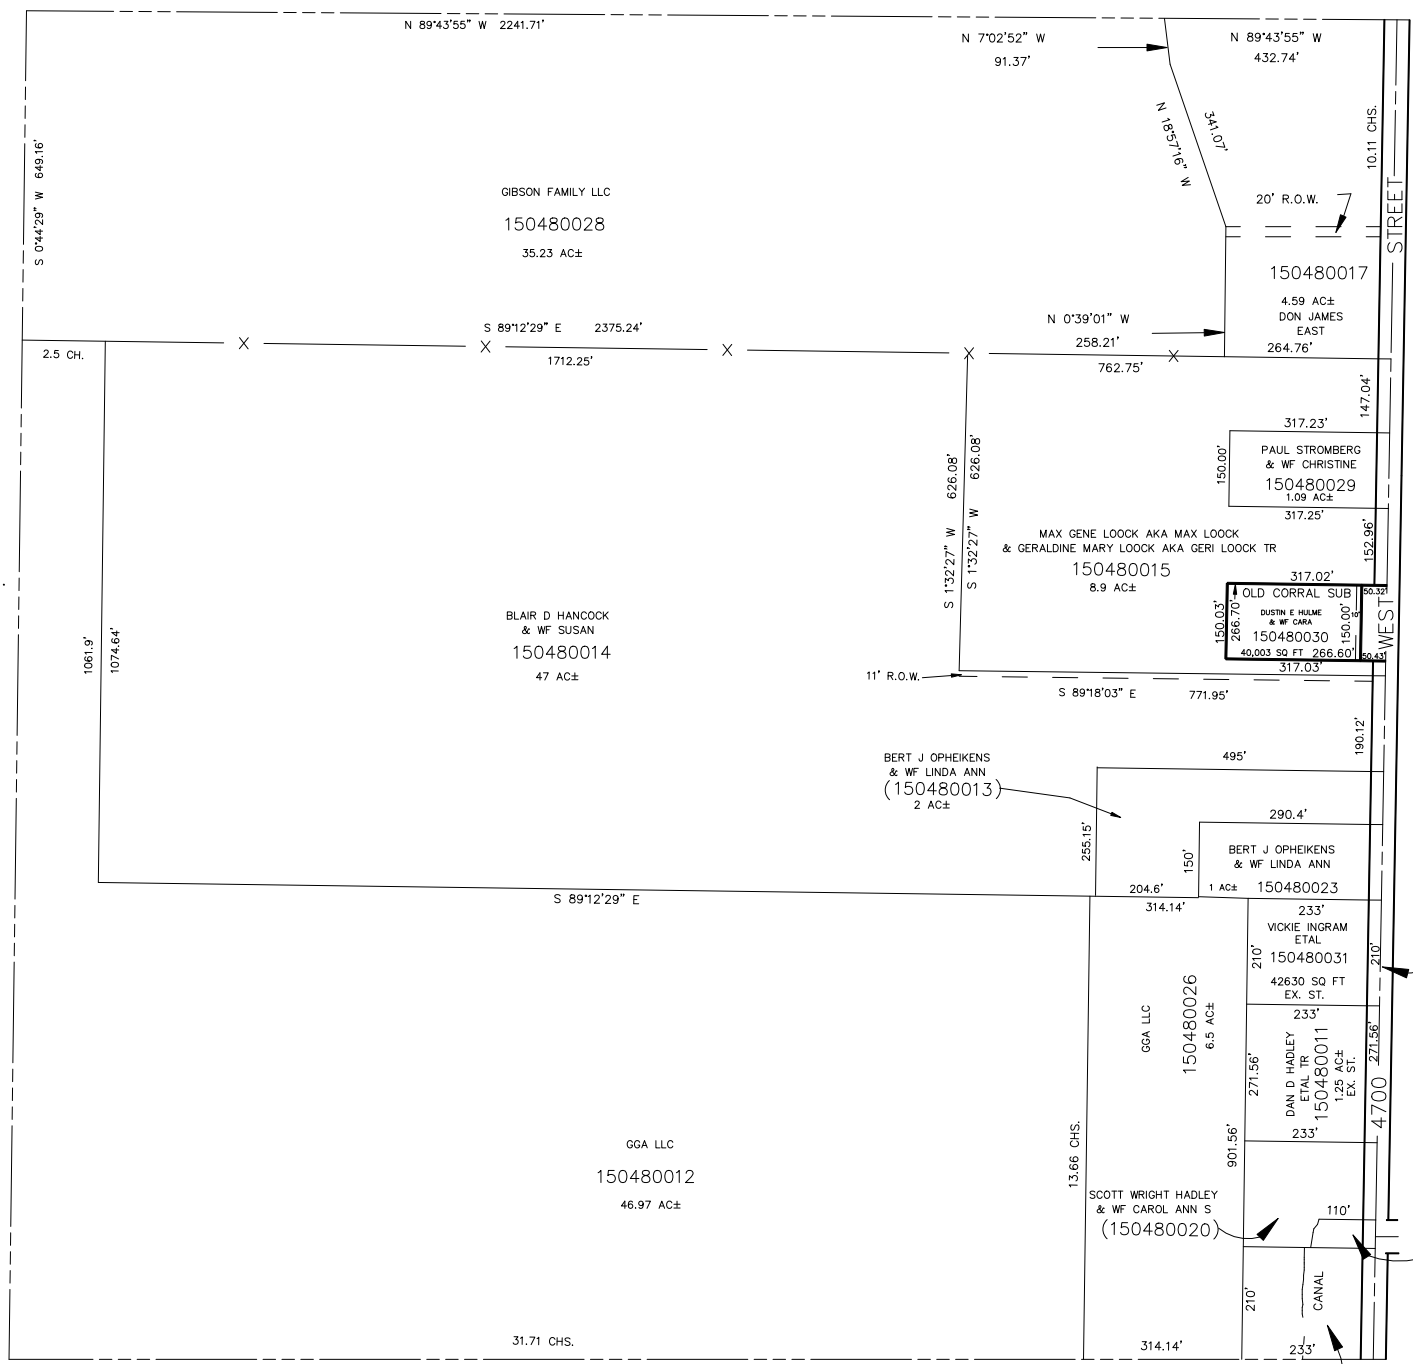 N 89°43'55" W 2241.71'
N 7°02'52" W
91.37'
N 89°43'55" W
432.74'
10.11 CHS.
STREET
S 0°44'29" W 649.16'
N 18°57'16" W
341.07'
GIBSON FAMILY LLC
150480028
35.23 AC±
20' R.O.W.
150480017
4.59 AC±
DON JAMES
EAST
264.76'
N 0°39'01" W
258.21'
S 89°12'29" E 2375.24'
2.5 CH.
X
X
X
X
X
1712.25'
762.75'
147.04'
317.23'
PAUL STROMBERG
& WF CHRISTINE
150480029
1.09 AC±
150.00'
317.25'
152.96'
S 1°32'27" W 626.08'
S 1°32'27" W 626.08'
MAX GENE LOOCK AKA MAX LOOCK
& GERALDINE MARY LOOCK AKA GERI LOOCK TR
150480015
8.9 AC±
317.02'
OLD CORRAL SUB
DUSTIN E HULME
& WF CARA
150480030
40,003 SQ FT 266.60'
150.03'
266.70'
150.00'
10'
50.32'
50.43'
WEST
317.03'
BLAIR D HANCOCK
& WF SUSAN
150480014
47 AC±
1061.9'
1074.64'
11' R.O.W.
S 89°18'03" E 771.95'
190.12'
BERT J OPHEIKENS
& WF LINDA ANN
(150480013)
2 AC±
495'
255.15'
290.4'
150'
BERT J OPHEIKENS
& WF LINDA ANN
1 AC± 150480023
204.6'
S 89°12'29" E
314.14'
233'
VICKIE INGRAM
ETAL
150480031
42630 SQ FT
EX. ST.
210'
210'
233'
GGA LLC
150480026
6.5 AC±
DAN D HADLEY
ETAL TR
150480011
1.25 AC±
EX. ST.
271.56'
271.56'
4700
233'
GGA LLC
150480012
46.97 AC±
13.66 CHS.
901.56'
SCOTT WRIGHT HADLEY
& WF CAROL ANN S
(150480020)
110'
210'
CANAL
31.71 CHS.
314.14'
233'